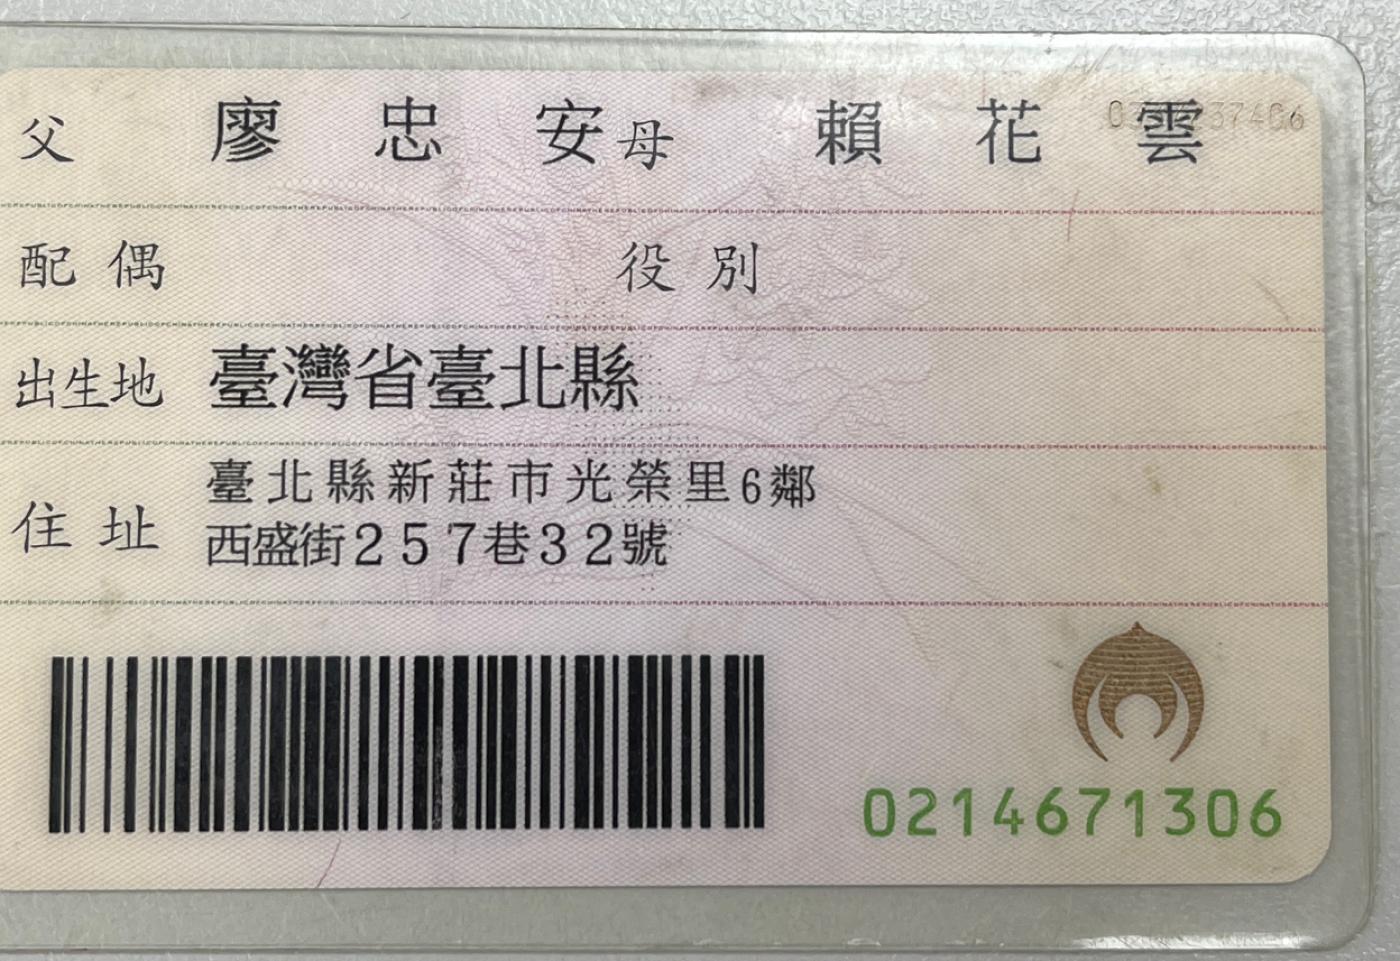 父 廖忠安 母 賴花雲
配偶 役別
出生地 臺灣省臺北縣
住址 臺北縣新莊市光榮里6鄰
西盛街257巷32號
0214671306